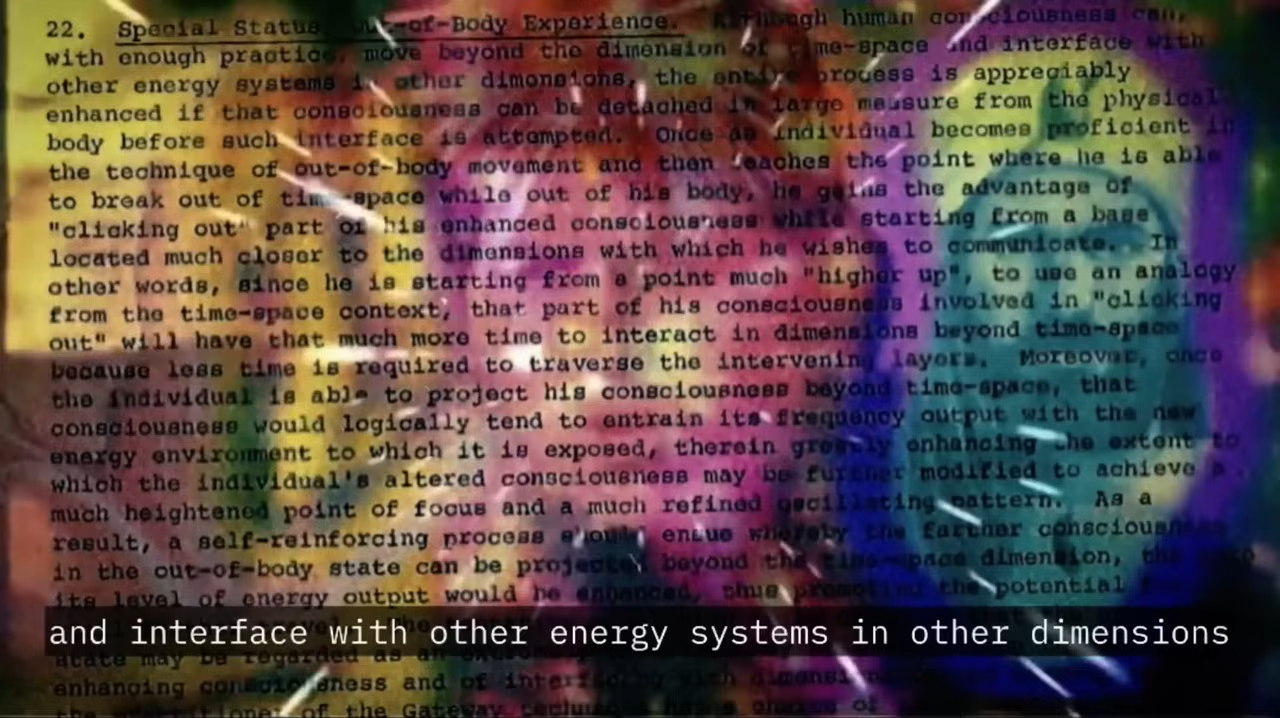 22. Special Status Out-of-Body Experience. Although human consciousness can,
with enough practice, move beyond the dimension of time-space and interface with
other energy systems in other dimensions, the entire process is appreciably
enhanced if that consciousness can be detached in large measure from the physical
body before such interface is attempted. Once an individual becomes proficient in
the technique of out-of-body movement and then reaches the point where he is able
to break out of time-space while out of his body, he gains the advantage of
"clicking out" part of his enhanced consciousness while starting from a base
located much closer to the dimensions with which he wishes to communicate. In
other words, since he is starting from a point much "higher up", to use an analogy
from the time-space context, that part of his consciousness involved in "clicking
out" will have that much more time to interact in dimensions beyond time-space
because less time is required to traverse the intervening layers. Moreover, once
the individual is able to project his consciousness beyond time-space, that
consciousness would logically tend to entrain its frequency output with the new
energy environment to which it is exposed, therein greatly enhancing the extent to
which the individual's altered consciousness may be further modified to achieve a
much heightened point of focus and a much refined oscillating pattern. As a
result, a self-reinforcing process should ensue whereby the farther consciousness
in the out-of-body state can be projected beyond the time-space dimension, the
its level of energy output would be enhanced, thus promoting the potential
and interface with other energy systems in other dimensions
state may be regarded as an
enhancing consciousness and of interfacing with
the practitioner of the Gateway technique has a chance of